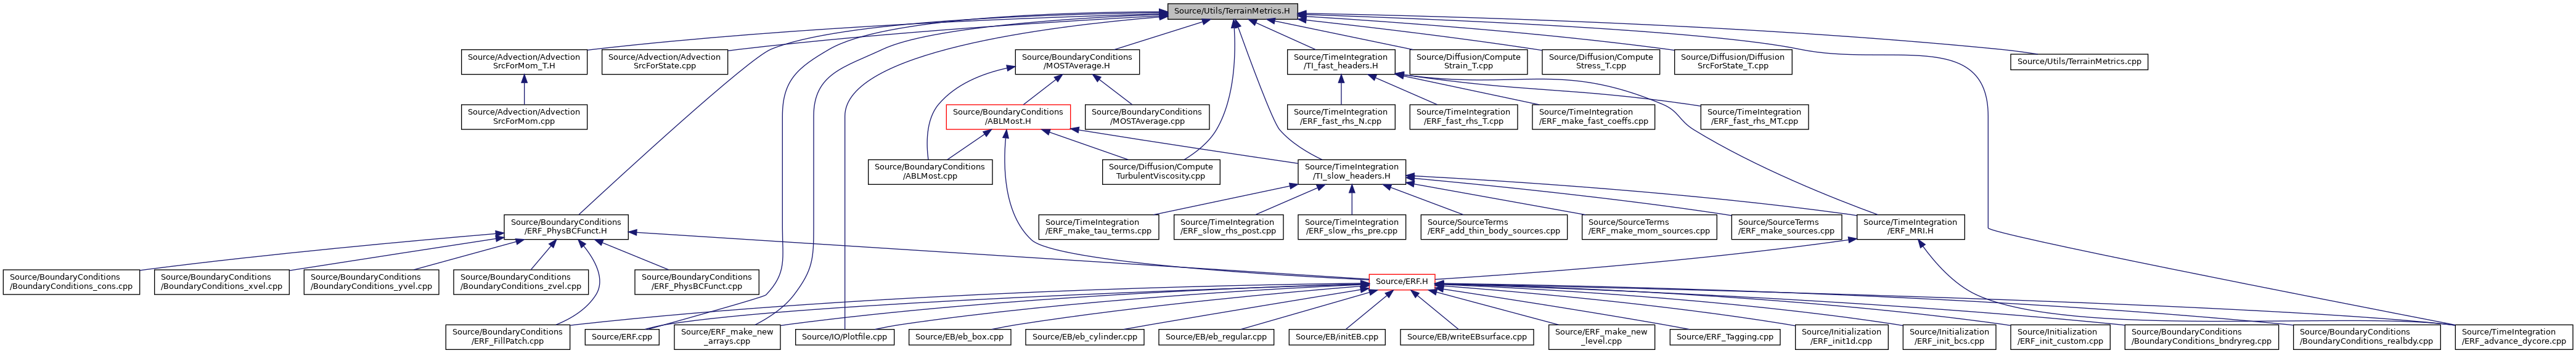 Source/Utils/TerrainMetrics.H
Source/Advection/Advection
SrcForMom_T.H
Source/Advection/Advection
SrcForState.cpp
Source/BoundaryConditions
/MOSTAverage.H
Source/TimeIntegration
/TI_fast_headers.H
Source/Diffusion/Compute
Strain_T.cpp
Source/Diffusion/Compute
Stress_T.cpp
Source/Diffusion/Diffusion
SrcForState_T.cpp
Source/Utils/TerrainMetrics.cpp
Source/Advection/Advection
SrcForMom.cpp
Source/BoundaryConditions
/ABLMost.H
Source/BoundaryConditions
/MOSTAverage.cpp
Source/TimeIntegration
/ERF_fast_rhs_N.cpp
Source/TimeIntegration
/ERF_fast_rhs_T.cpp
Source/TimeIntegration
/ERF_make_fast_coeffs.cpp
Source/TimeIntegration
/ERF_fast_rhs_MT.cpp
Source/BoundaryConditions
/ABLMost.cpp
Source/Diffusion/Compute
TurbulentViscosity.cpp
Source/TimeIntegration
/TI_slow_headers.H
Source/BoundaryConditions
/ERF_PhysBCFunct.H
Source/TimeIntegration
/ERF_make_tau_terms.cpp
Source/TimeIntegration
/ERF_slow_rhs_post.cpp
Source/TimeIntegration
/ERF_slow_rhs_pre.cpp
Source/SourceTerms
/ERF_add_thin_body_sources.cpp
Source/SourceTerms
/ERF_make_mom_sources.cpp
Source/SourceTerms
/ERF_make_sources.cpp
Source/TimeIntegration
/ERF_MRI.H
Source/BoundaryConditions
/BoundaryConditions_cons.cpp
Source/BoundaryConditions
/BoundaryConditions_xvel.cpp
Source/BoundaryConditions
/BoundaryConditions_yvel.cpp
Source/BoundaryConditions
/BoundaryConditions_zvel.cpp
Source/BoundaryConditions
/ERF_PhysBCFunct.cpp
Source/ERF.H
Source/BoundaryConditions
/ERF_FillPatch.cpp
Source/ERF.cpp
Source/ERF_make_new
_arrays.cpp
Source/IO/Plotfile.cpp
Source/EB/eb_box.cpp
Source/EB/eb_cylinder.cpp
Source/EB/eb_regular.cpp
Source/EB/initEB.cpp
Source/EB/writeEBsurface.cpp
Source/ERF_make_new
_level.cpp
Source/ERF_Tagging.cpp
Source/Initialization
/ERF_init1d.cpp
Source/Initialization
/ERF_init_bcs.cpp
Source/Initialization
/ERF_init_custom.cpp
Source/BoundaryConditions
/BoundaryConditions_bndryreg.cpp
Source/BoundaryConditions
/BoundaryConditions_realbdy.cpp
Source/TimeIntegration
/ERF_advance_dycore.cpp